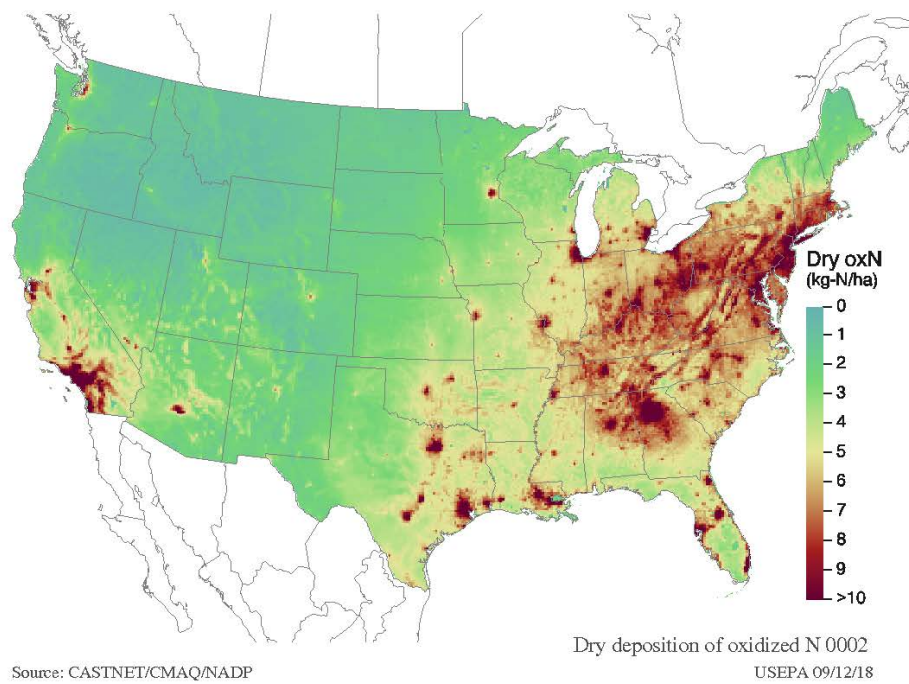 Dry oxN
(kg-N/ha)
0
1
2
3
4
5
6
7
8
9
>10
Dry deposition of oxidized N 0002
Source: CASTNET/CMAQ/NADP
USEPA 09/12/18